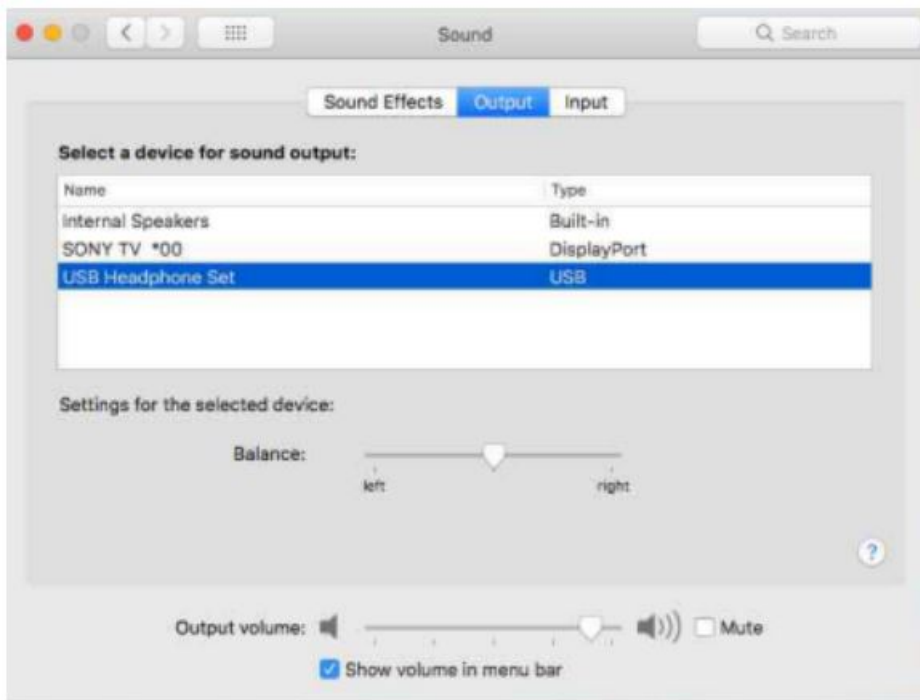 Sound
Search
Sound Effects Output Input
Select a device for sound output:
Name Type
Internal Speakers Built-in
SONY TV *00 DisplayPort
USB Headphone Set USB
Settings for the selected device:
Balance:
left right
?
Output volume: Mute
Show volume in menu bar